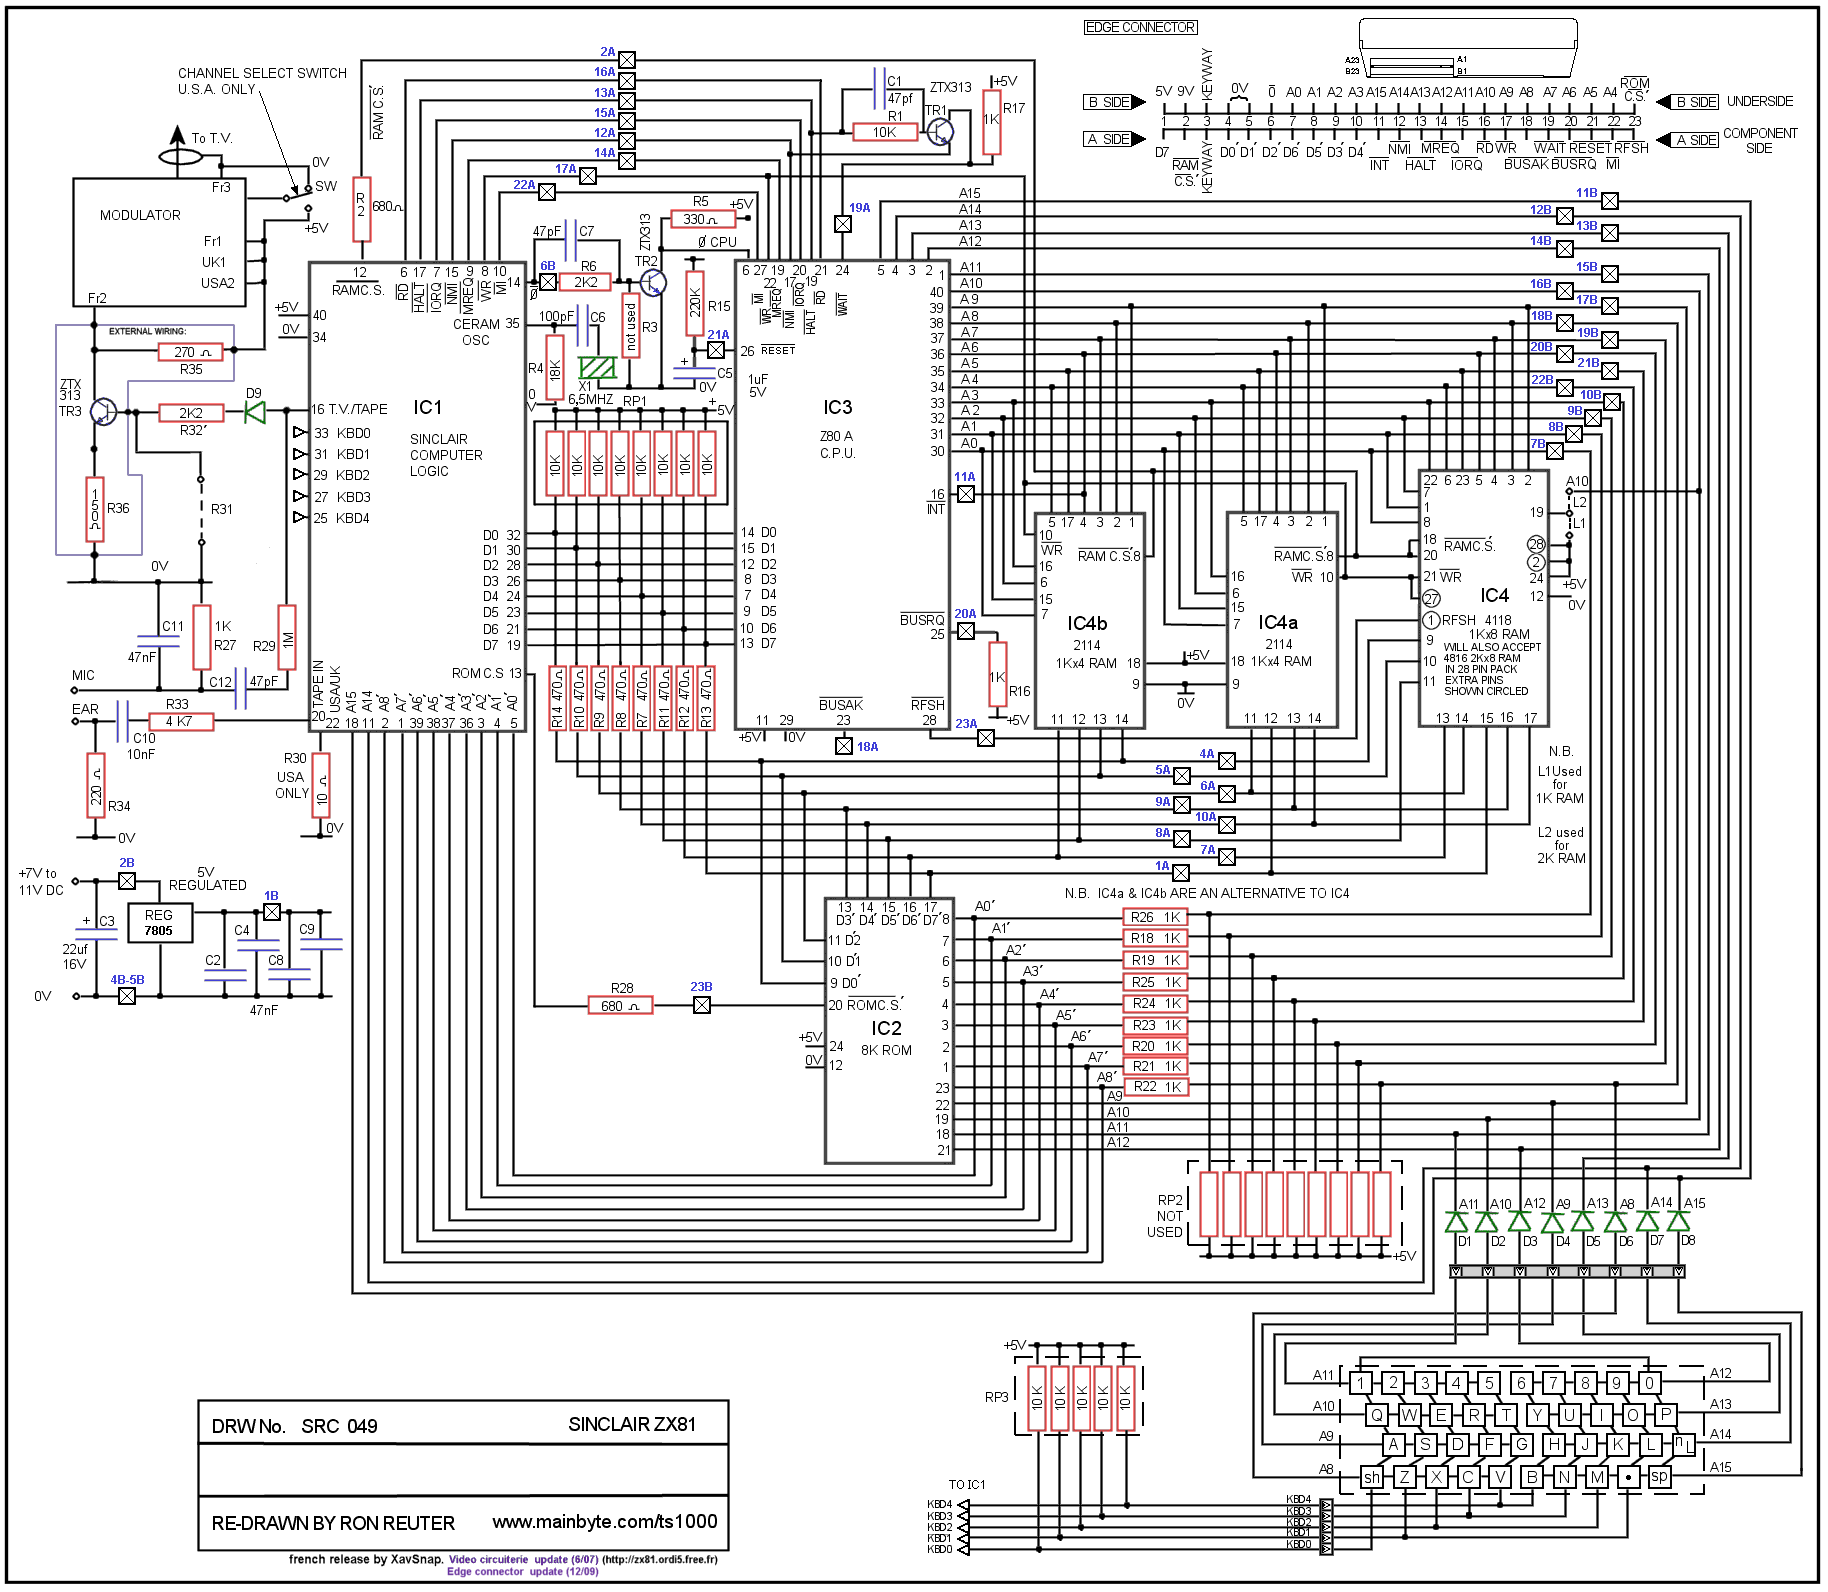 EDGE CONNECTOR
A23 A1
B23 B1
5V 9V KEYWAY 0V Ō A0 A1 A2 A3 A15 A14 A13 A12 A11 A10 A9 A8 A7 A6 A5 A4 ROM C.S.'
B SIDE B SIDE UNDERSIDE
1 2 3 4 5 6 7 8 9 10 11 12 13 14 15 16 17 18 19 20 21 22 23
A SIDE A SIDE COMPONENT SIDE
D7 RAM C.S.' KEYWAY D0' D1' D2' D6' D5' D3' D4' INT NMI HALT MREQ IORQ RD WR BUSAK WAIT BUSRQ RESET MI RFSH
CHANNEL SELECT SWITCH
U.S.A. ONLY
To T.V.
0V
SW
+5V
Fr3
MODULATOR
Fr1
UK1
USA2
Fr2
EXTERNAL WIRING:
270 Ω
R35
ZTX
313
TR3
2K2
R32'
D9
150Ω
R36
R31
0V
C11
47nF
1K
R27
R29
1M
MIC
C12
47pF
EAR
R33
4 K7
C10
10nF
220 Ω
R34
0V
R30
USA
ONLY
10 Ω
0V
+7V to
11V DC
2B
5V
REGULATED
1B
REG
7805
+
C3
22uf
16V
C4
C9
C2
C8
47nF
4B-5B
0V
2A
16A
13A
15A
12A
14A
17A
22A
RAM C.S.'
R2
680Ω
12 6 17 7 15 9 8 10
RAMC.S. RD HALT IORQ NMI MREQ WR MI
14 Ø
+5V 40
0V 34
CERAM 35
OSC
16 T.V./TAPE
IC1
33 KBD0
31 KBD1
29 KBD2
27 KBD3
25 KBD4
SINCLAIR
COMPUTER
LOGIC
D0 32
D1 30
D2 28
D3 26
D4 24
D5 23
D6 21
D7 19
ROM C.S 13
TAPE IN
USA/UK
A15 A14 A8' A7' A6' A5' A4' A3' A2' A1' A0'
20 22 18 11 2 1 39 38 37 36 3 4 5
47pF C7
6B
R6
2K2
ZTX313
TR2
R5
330 Ω
+5V
Ø CPU
100pF C6
R4
18K
0V
X1
6,5MHZ
not used
R3
220K
R15
21A
+
C5
0V
1uF
5V
RP1
+5V
10K 10K 10K 10K 10K 10K 10K 10K
R14 470Ω R10 470Ω R9 470Ω R8 470Ω R7 470Ω R11 470Ω R12 470Ω R13 470Ω
C1
47pf
R1
10K
ZTX313
TR1
+5V
1K
R17
19A
6 27 22 19 17 20 19 21 24 5 4 3 2
WR MI MREQ NMI IORQ HALT RD WAIT
26 RESET
IC3
Z80 A
C.P.U.
14 D0
15 D1
12 D2
8 D3
7 D4
9 D5
10 D6
13 D7
A15
A14
A13
A12
1 A11
40 A10
39 A9
38 A8
37 A7
36 A6
35 A5
34 A4
33 A3
32 A2
31 A1
30 A0
16
INT
11A
BUSRQ
25
20A
1K
R16
+5V
BUSAK
23
RFSH
28
11 29
+5V 0V
18A
23A
11B
12B
13B
14B
15B
16B
17B
18B
19B
20B
21B
22B
10B
9B
8B
7B
5 17 4 3 2 1
10
WR
RAM C.S.' 8
16
6
15
7
IC4b
2114
1Kx4 RAM
18
9
11 12 13 14
+5V
0V
5 17 4 3 2 1
RAMC.S.' 8
WR 10
16
6
15
7
IC4a
2114
1Kx4 RAM
18
9
11 12 13 14
22 6 23 5 4 3 2
7
1
8
18
20 RAMC.S.'
21 WR
27
1 RFSH
9
10
11
19
28
2
24
12
IC4
4118
1Kx8 RAM
WILL ALSO ACCEPT
4816 2Kx8 RAM
IN 28 PIN PACK
EXTRA PINS
SHOWN CIRCLED
13 14 15 16 17
A10
L2
L1
+5V
0V
N.B.
L1Used
for
1K RAM
L2 used
for
2K RAM
4A
5A
6A
9A
10A
8A
7A
1A
N.B. IC4a & IC4b ARE AN ALTERNATIVE TO IC4
13 14 15 16 17
D3' D4' D5' D6' D7' 8
11 D2'
10 D'1
9 D0'
20 ROMC.S.'
IC2
8K ROM
+5V 24
0V 12
7
6
5
4
3
2
1
23
22
19
18
21
R28
680 Ω
23B
A0'
A1'
A2'
A3'
A4'
A5'
A6'
A7'
A8'
A9
A10
A11
A12
R26 1K
R18 1K
R19 1K
R25 1K
R24 1K
R23 1K
R20 1K
R21 1K
R22 1K
RP2
NOT
USED
+5V
A11 A10 A12 A9 A13 A8 A14 A15
D1 D2 D3 D4 D5 D6 D7 D8
+5V
RP3
10 K 10 K 10 K 10 K 10 K
A11 1 2 3 4 5 6 7 8 9 0 A12
A10 Q W E R T Y U I O P A13
A9 A S D F G H J K L nL A14
A8 sh Z X C V B N M • sp A15
TO IC1
KBD4 KBD4
KBD3 KBD3
KBD2 KBD2
KBD1 KBD1
KBD0 KBD0
DRW No. SRC 049 SINCLAIR ZX81
RE-DRAWN BY RON REUTER www.mainbyte.com/ts1000
french release by XavSnap. Video circuiterie update (6/07) (http://zx81.ordi5.free.fr)
Edge connector update (12/09)